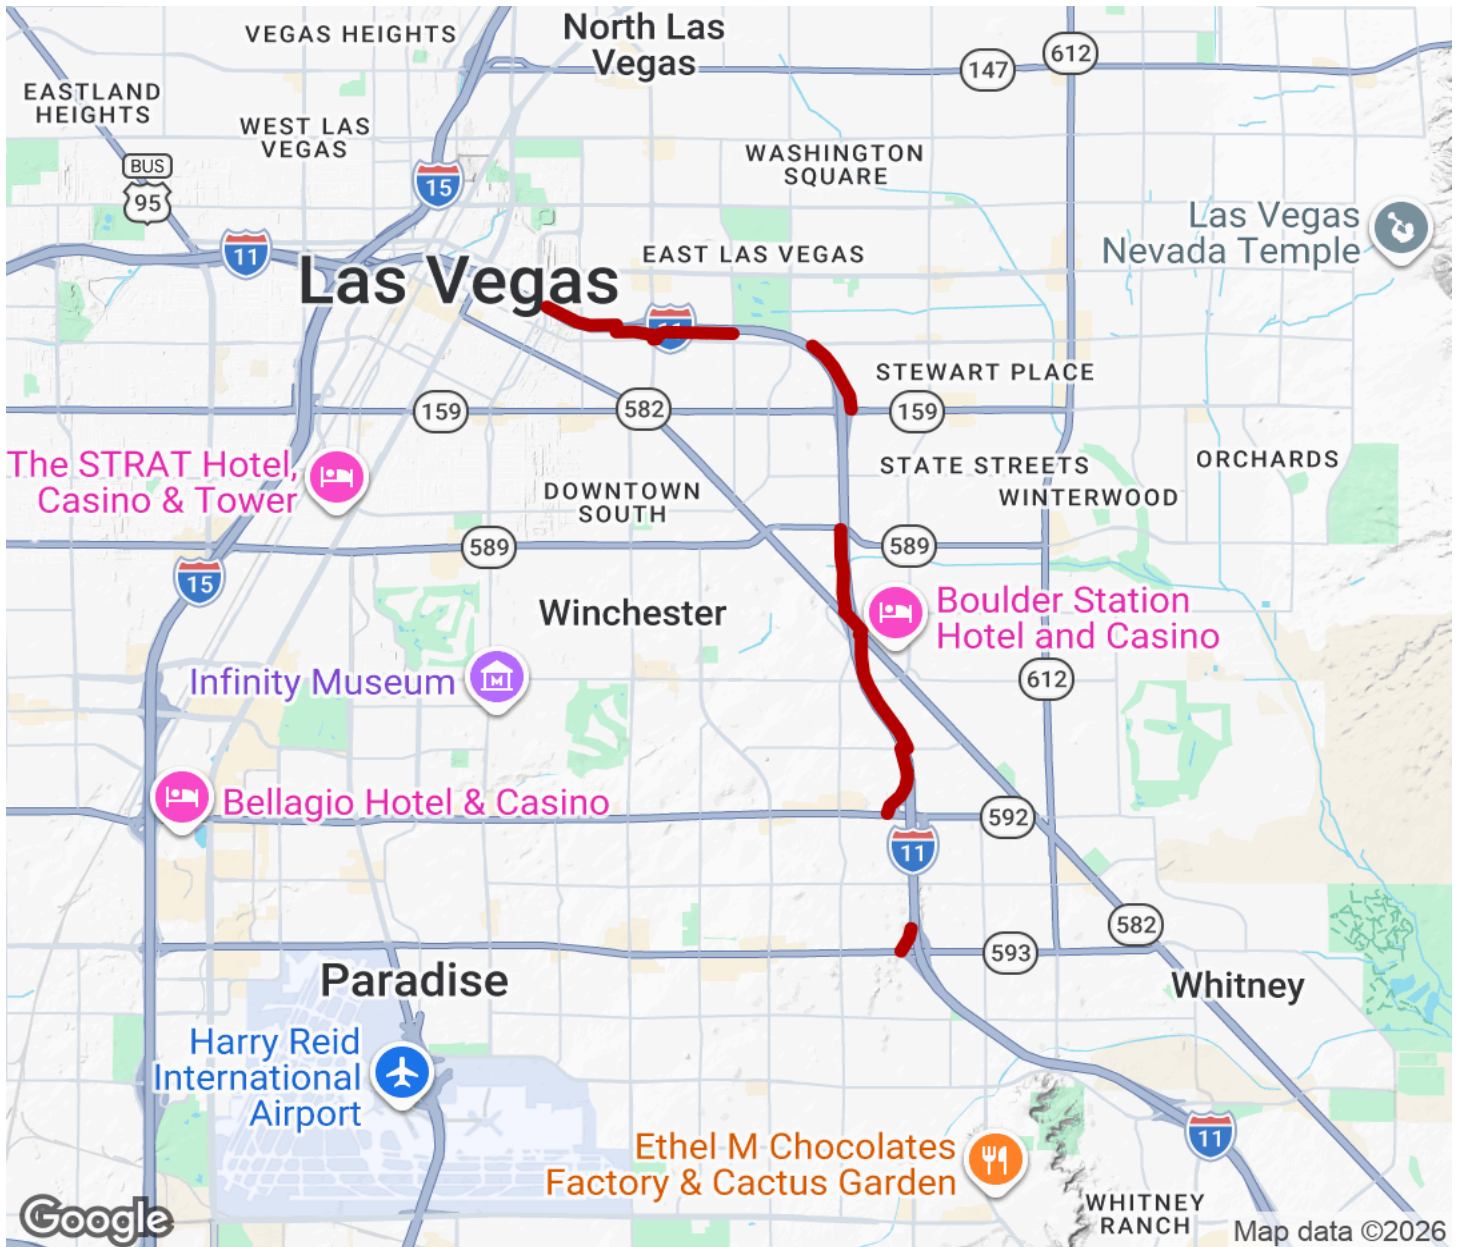 VEGAS HEIGHTS
North Las
Vegas
147
612
EASTLAND
HEIGHTS
WEST LAS
VEGAS
BUS
95
15
WASHINGTON
SQUARE
Las Vegas
Nevada Temple
11
EAST LAS VEGAS
Las Vegas
11
STEWART PLACE
159
582
159
The STRAT Hotel,
Casino & Tower
STATE STREETS
ORCHARDS
WINTERWOOD
DOWNTOWN
SOUTH
589
589
15
Winchester
Boulder Station
Hotel and Casino
Infinity Museum
M
612
Bellagio Hotel & Casino
592
11
582
593
Paradise
Whitney
Harry Reid
International
Airport
11
Ethel M Chocolates
Factory & Cactus Garden
WHITNEY
RANCH
Google
Map data ©2026